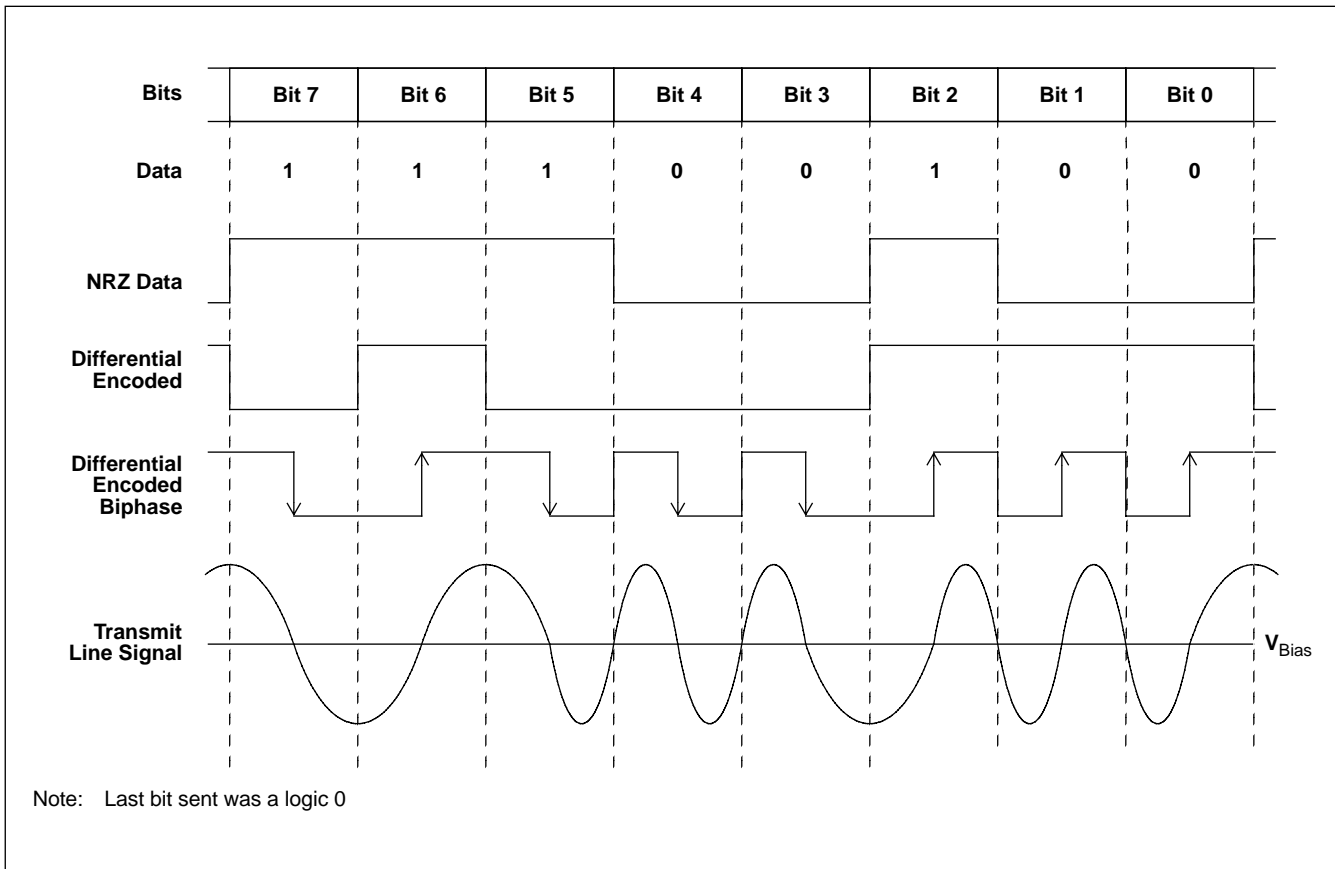 Bits Bit 7 Bit 6 Bit 5 Bit 4 Bit 3 Bit 2 Bit 1 Bit 0
Data 1 1 1 0 0 1 0 0
NRZ Data
Differential
Encoded
Differential
Encoded
Biphase
Transmit
Line Signal
VBias
Note: Last bit sent was a logic 0